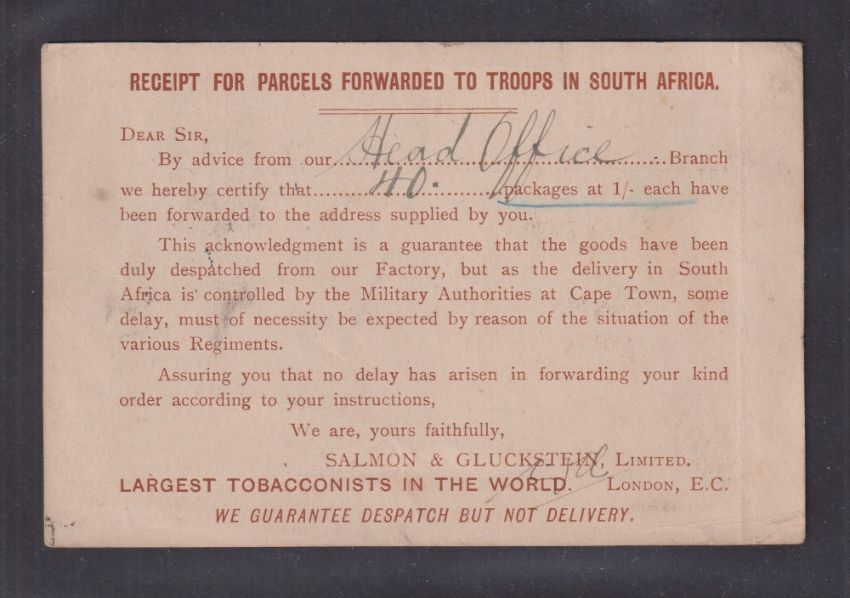 RECEIPT FOR PARCELS FORWARDED TO TROOPS IN SOUTH AFRICA.
DEAR SIR,
By advice from our Head Office Branch
we hereby certify that 40. packages at 1/- each have
been forwarded to the address supplied by you.
This acknowledgment is a guarantee that the goods have been
duly despatched from our Factory, but as the delivery in South
Africa is controlled by the Military Authorities at Cape Town, some
delay, must of necessity be expected by reason of the situation of the
various Regiments.
Assuring you that no delay has arisen in forwarding your kind
order according to your instructions,
We are, yours faithfully,
SALMON & GLUCKSTEIN, LIMITED.
LARGEST TOBACCONISTS IN THE WORLD. LONDON, E.C.
WE GUARANTEE DESPATCH BUT NOT DELIVERY.